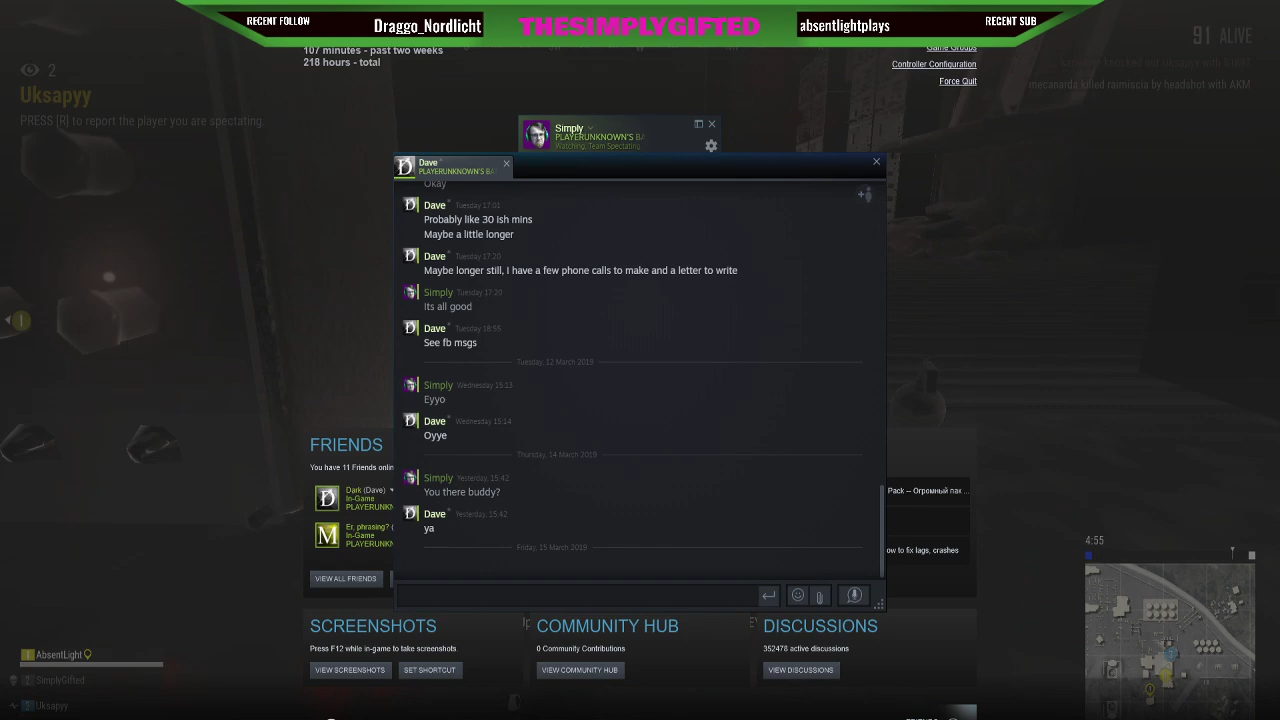 RECENT FOLLOW
Draggo_Nordlicht
THESIMPLYGIFTED
absentlightplays
RECENT SUB
107 minutes - past two weeks
218 hours - total
Game Groups
Controller Configuration
Force Quit
91 ALIVE
mecanarda killed raimiscia by headshot with AKM
2
Uksapyy
PRESS [R] to report the player you are spectating.
Simply
PLAYERUNKNOWN'S BA
Watching, Team Spectating
Dave *
PLAYERUNKNOWN'S BA
Okay
Dave * Tuesday 17:01
Probably like 30 ish mins
Maybe a little longer
Dave * Tuesday 17:20
Maybe longer still, I have a few phone calls to make and a letter to write
Simply Tuesday 17:20
Its all good
Dave * Tuesday 18:55
See fb msgs
Tuesday, 12 March 2019
Simply Wednesday 15:13
Eyyo
Dave * Wednesday 15:14
Oyye
Thursday, 14 March 2019
Simply Yesterday, 15:42
You there buddy?
Dave * Yesterday, 15:42
ya
Friday, 15 March 2019
FRIENDS
You have 11 Friends onlin
Dark (Dave)
In-Game
PLAYERUNKN
Er, phrasing? (
In-Game
PLAYERUNKN
VIEW ALL FRIENDS
Pack -- Огромный пак ...
ow to fix lags, crashes
4:55
SCREENSHOTS
Press F12 while in-game to take screenshots.
VIEW SCREENSHOTS
SET SHORTCUT
COMMUNITY HUB
0 Community Contributions
VIEW COMMUNITY HUB
DISCUSSIONS
352478 active discussions
VIEW DISCUSSIONS
1 AbsentLight
2 SimplyGifted
Uksapyy